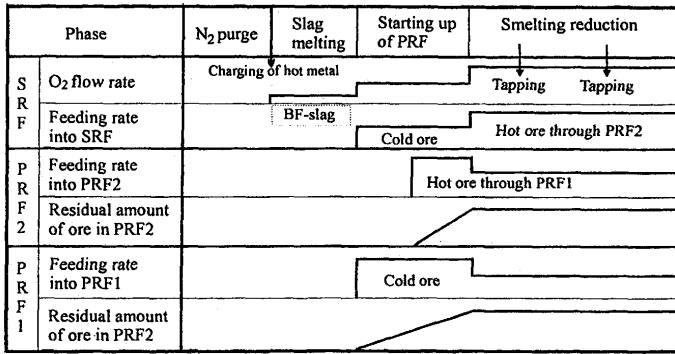 Phase
N2 purge
Slag
melting
Starting up
of PRF
Smelting reduction
S
R
F
O2 flow rate
Charging of hot metal
Tapping
Tapping
Feeding rate
into SRF
BF-slag
Cold ore
Hot ore through PRF2
P
R
F
2
Feeding rate
into PRF2
Hot ore through PRF1
Residual amount
of ore in PRF2
P
R
F
1
Feeding rate
into PRF1
Cold ore
Residual amount
of ore in PRF2